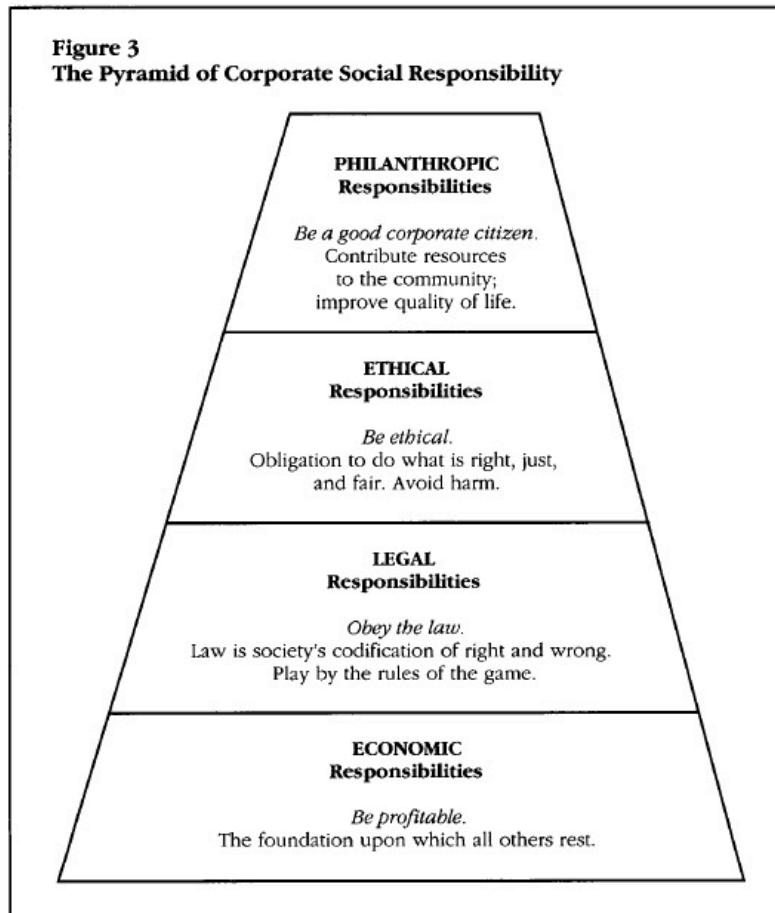 Figure 3
The Pyramid of Corporate Social Responsibility
PHILANTHROPIC
Responsibilities
Be a good corporate citizen.
Contribute resources
to the community;
improve quality of life.
ETHICAL
Responsibilities
Be ethical.
Obligation to do what is right, just,
and fair. Avoid harm.
LEGAL
Responsibilities
Obey the law.
Law is society's codification of right and wrong.
Play by the rules of the game.
ECONOMIC
Responsibilities
Be profitable.
The foundation upon which all others rest.